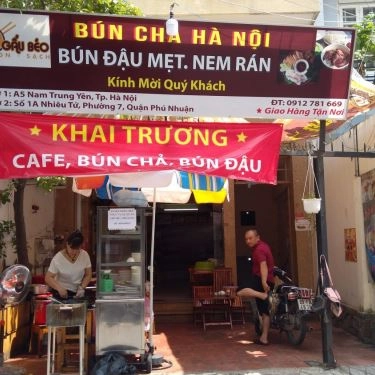 GẤU BÉO
BÚN CHẢ HÀ NỘI
BÚN ĐẬU MẸT. NEM RÁN
Kính Mời Quý Khách
1: A5 Nam Trung Yên, Tp. Hà Nội
2: Số 1A Nhiêu Tứ, Phường 7, Quận Phú Nhuận
ĐT: 0912 781 669
★ Giao Hàng Tận Nơi
★ KHAI TRƯƠNG ★
CAFE, BÚN CHẢ, BÚN ĐẬU